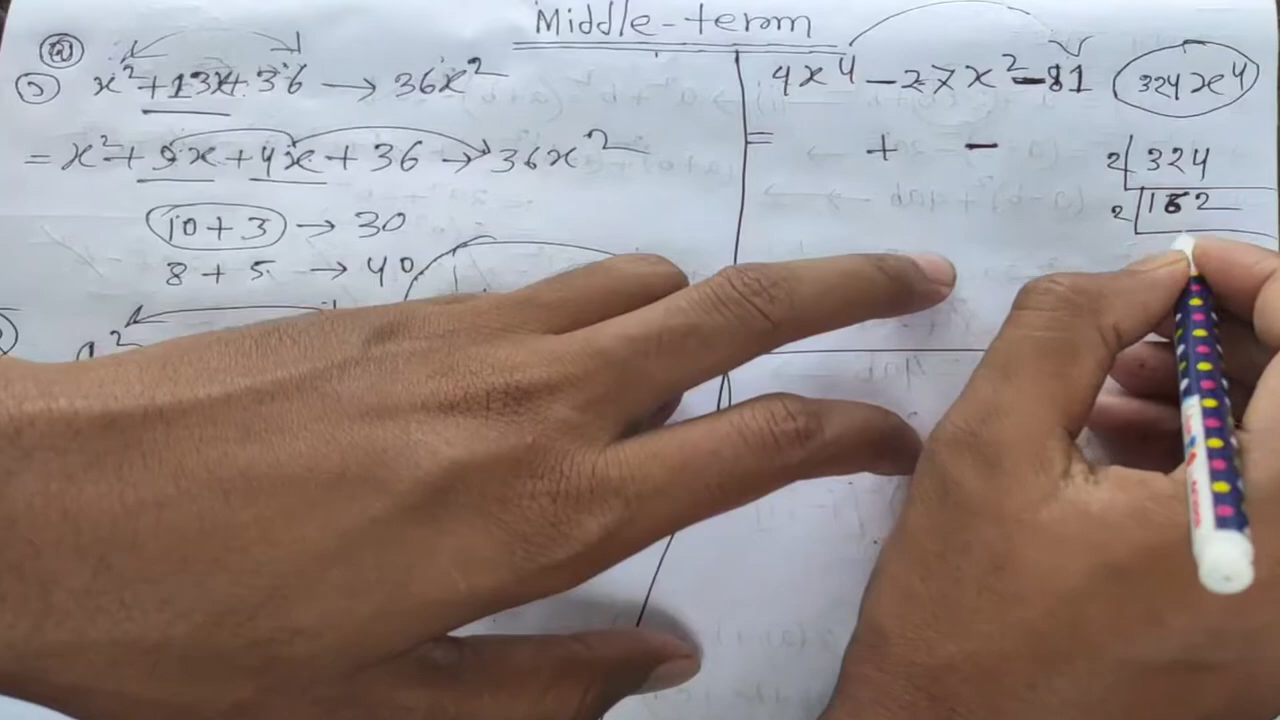 Middle-term
x²+13x+36 → 36x²
= x²+9x+4x+36 → 36x²
10+3 → 30
8+5 → 40
a²
4x⁴-27x²-81
324x⁴
= + -
2 324
2 162